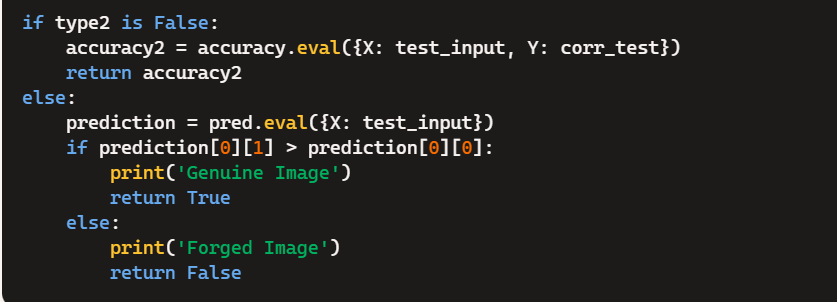 if type2 is False:
    accuracy2 = accuracy.eval({X: test_input, Y: corr_test})
    return accuracy2
else:
    prediction = pred.eval({X: test_input})
    if prediction[0][1] > prediction[0][0]:
        print('Genuine Image')
        return True
    else:
        print('Forged Image')
        return False